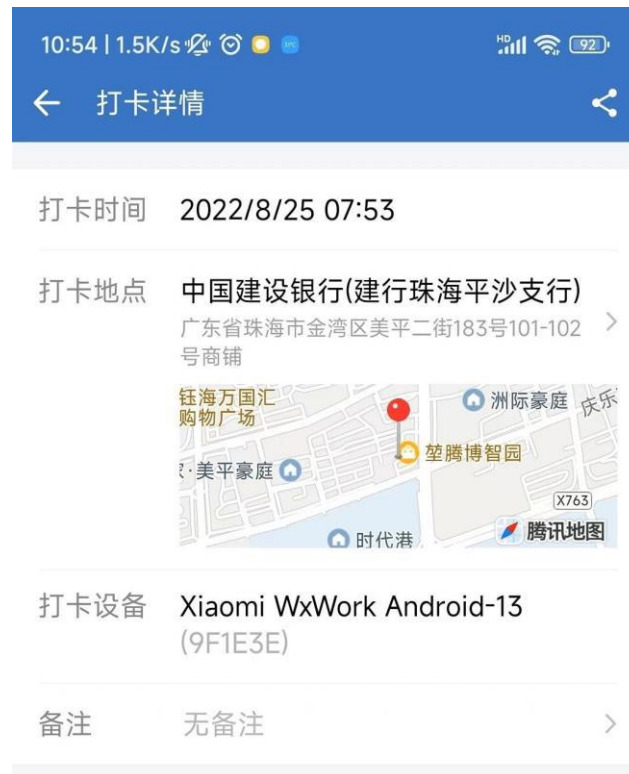 10:54 | 1.5K/s
HD 92
打卡详情
打卡时间 2022/8/25 07:53
打卡地点 中国建设银行(建行珠海平沙支行)
广东省珠海市金湾区美平二街183号101-102
号商铺
钰海万国汇
购物广场
洲际豪庭
庆乐
堃腾博智园
·美平豪庭
X763
时代港
腾讯地图
打卡设备 Xiaomi WxWork Android-13
(9F1E3E)
备注 无备注